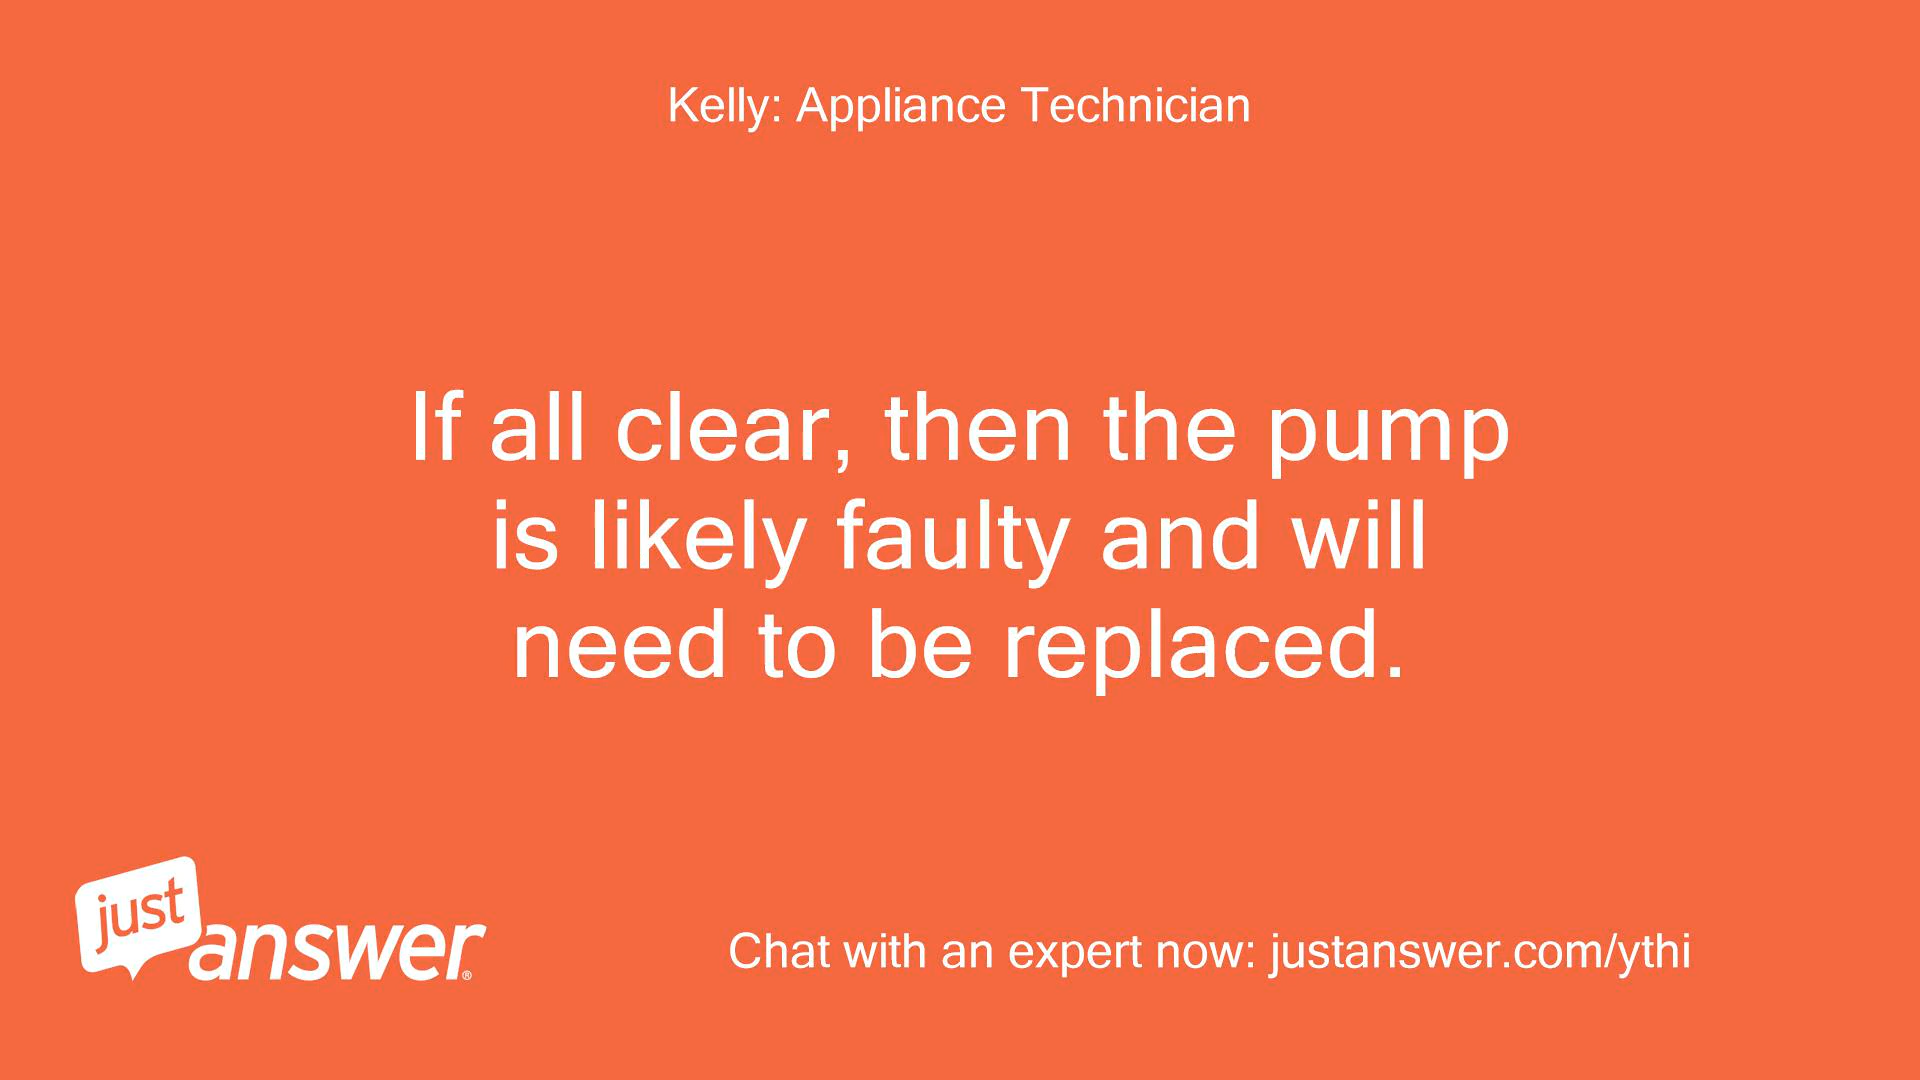 Kelly: Appliance Technician
If all clear, then the pump
is likely faulty and will
need to be replaced.
just
answer®
Chat with an expert now: justanswer.com/ythi